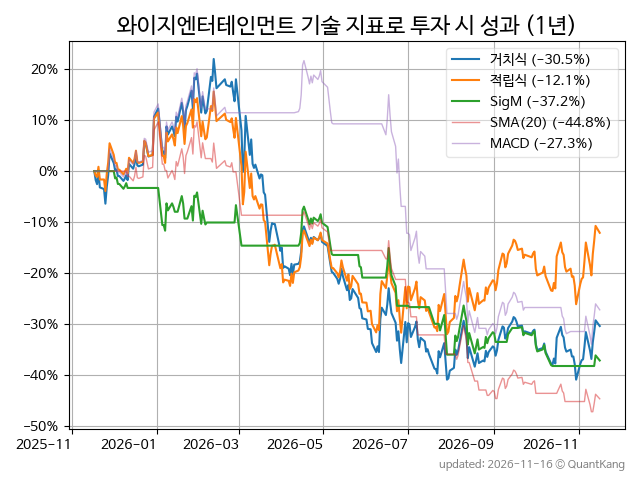 와이지엔터테인먼트 기술 지표로 투자 시 성과 (1년)
거치식 (−30.5%)
적립식 (−12.1%)
SigM (−37.2%)
SMA(20) (−44.8%)
MACD (−27.3%)
20%
10%
0%
−10%
−20%
−30%
−40%
−50%
2025-11 2026-01 2026-03 2026-05 2026-07 2026-09 2026-11
updated: 2026-11-16 © QuantKang